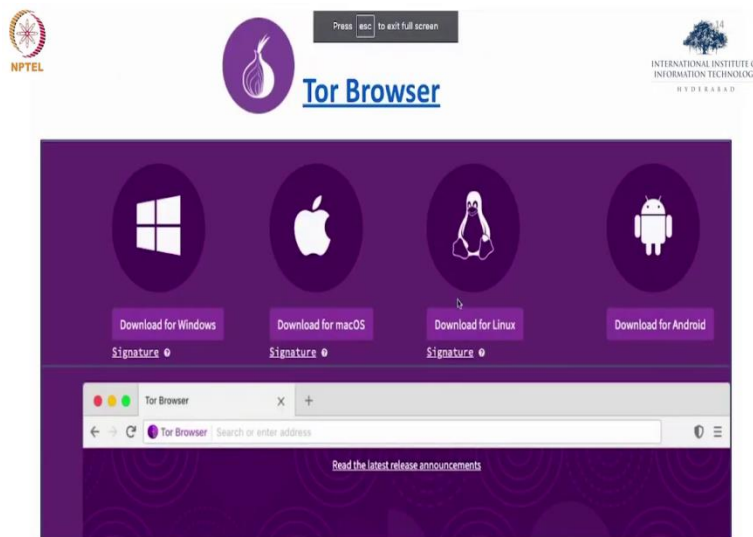 Press esc to exit full screen
14
NPTEL
INTERNATIONAL INSTITUTE O
INFORMATION TECHNOLOG
HYDERABAD
Tor Browser
Download for Windows
Download for macOS
Download for Linux
Download for Android
Signature
Signature
Signature
Tor Browser
Tor Browser Search or enter address
Read the latest release announcements